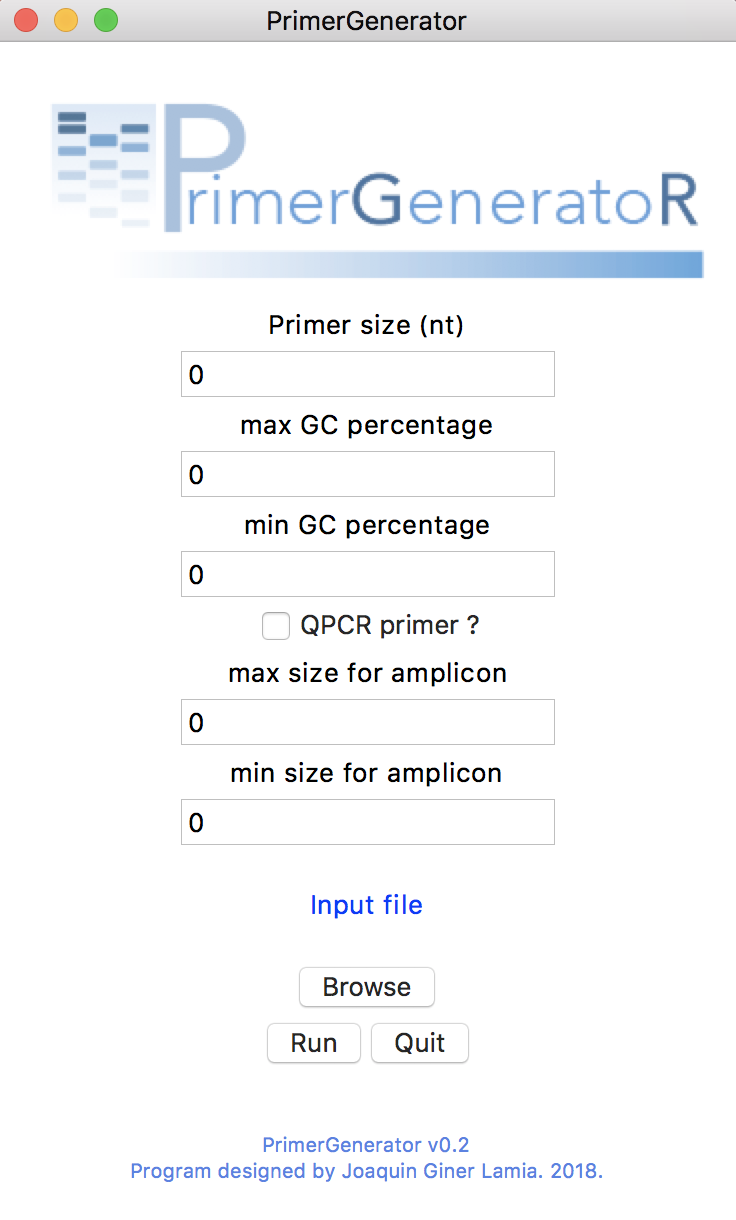 PrimerGenerator
PrimerGeneratoR
Primer size (nt)
0
max GC percentage
0
min GC percentage
0
QPCR primer ?
max size for amplicon
0
min size for amplicon
0
Input file
Browse
Run Quit
PrimerGenerator v0.2
Program designed by Joaquin Giner Lamia. 2018.